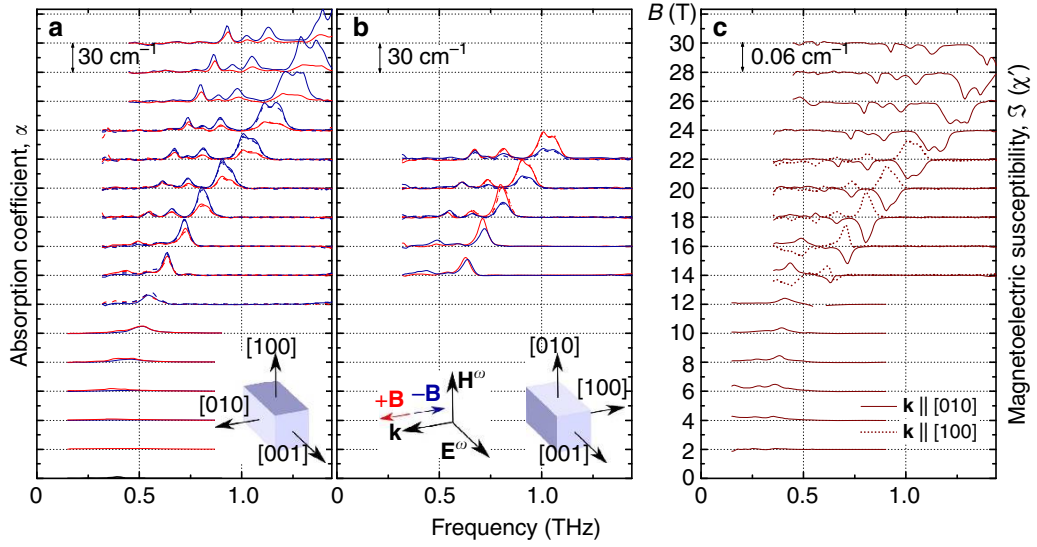 a
30 cm⁻¹
Absorption coefficient, α
[100]
[010]
[001]
0
0.5
1.0
b
30 cm⁻¹
+B
−B
k
Hω
Eω
[010]
[100]
[001]
0
0.5
1.0
Frequency (THz)
B (T)
30
28
26
24
22
20
18
16
14
12
10
8
6
4
2
0
c
0.06 cm⁻¹
k || [010]
k || [100]
0
0.5
1.0
Magnetoelectric susceptibility, ℑ (χ′)